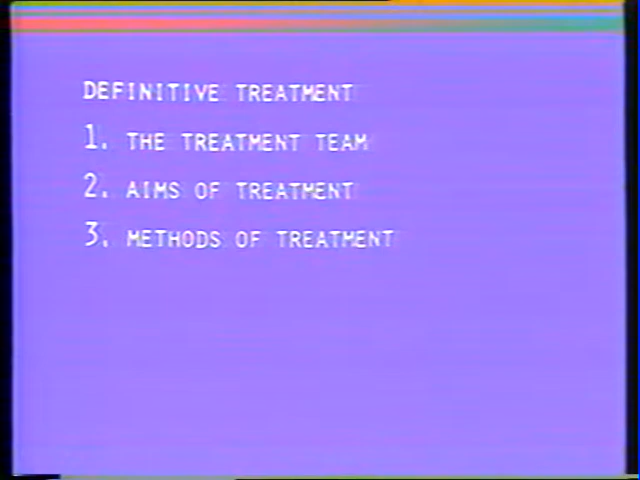 DEFINITIVE TREATMENT
1. THE TREATMENT TEAM
2. AIMS OF TREATMENT
3. METHODS OF TREATMENT